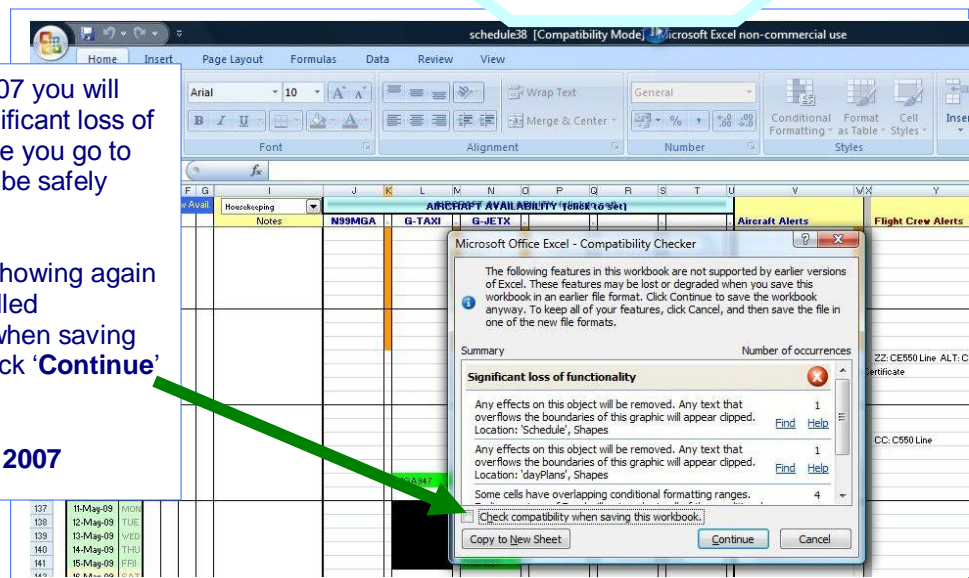 schedule38 [Compatibility Mode]
Microsoft Excel non-commercial use
Home Insert Page Layout Formulas Data Review View
Arial 10 A A Wrap Text General
B I U A Merge & Center % ,
Conditional Formatting Format as Table Cell Styles
Font Alignment Number Styles
07 you will
ificant loss of
e you go to
be safely
howing again
lled
when saving
ck ‘Continue’
2007
fx
F G I J K L M N O P Q R S T U V W X Y
Avail. Housekeeping AIRCRAFT AVAILABILITY
Notes N99MGA G-TAXI G-JETX Aircraft Alerts Flight Crew Alerts
Microsoft Office Excel - Compatibility Checker
The following features in this workbook are not supported by earlier versions
of Excel. These features may be lost or degraded when you save this
workbook in an earlier file format. Click Continue to save the workbook
anyway. To keep all of your features, click Cancel, and then save the file in
one of the new file formats.
Summary Number of occurrences
Significant loss of functionality
Any effects on this object will be removed. Any text that 1
overflows the boundaries of this graphic will appear clipped. Find Help
Location: 'Schedule', Shapes
Any effects on this object will be removed. Any text that 1
overflows the boundaries of this graphic will appear clipped. Find Help
Location: 'dayPlans', Shapes
Some cells have overlapping conditional formatting ranges. 4
Check compatibility when saving this workbook.
Copy to New Sheet Continue Cancel
ZZ: CE550 Line ALT: C
ertificate
CC: C550 Line
137 11-May-09 MON
138 12-May-09 TUE
139 13-May-09 WED
140 14-May-09 THU
141 15-May-09 FRI
142 16-May-09 SAT